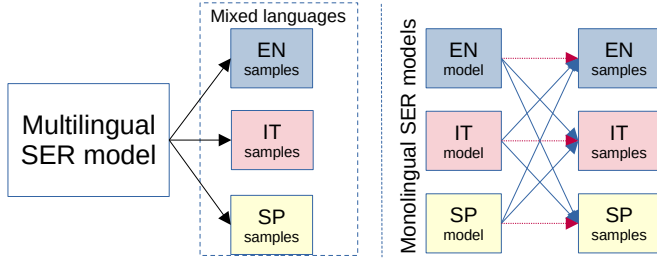 Mixed languages
Multilingual
SER model
EN
samples
IT
samples
SP
samples
Monolingual SER models
EN
model
IT
model
SP
model
EN
samples
IT
samples
SP
samples